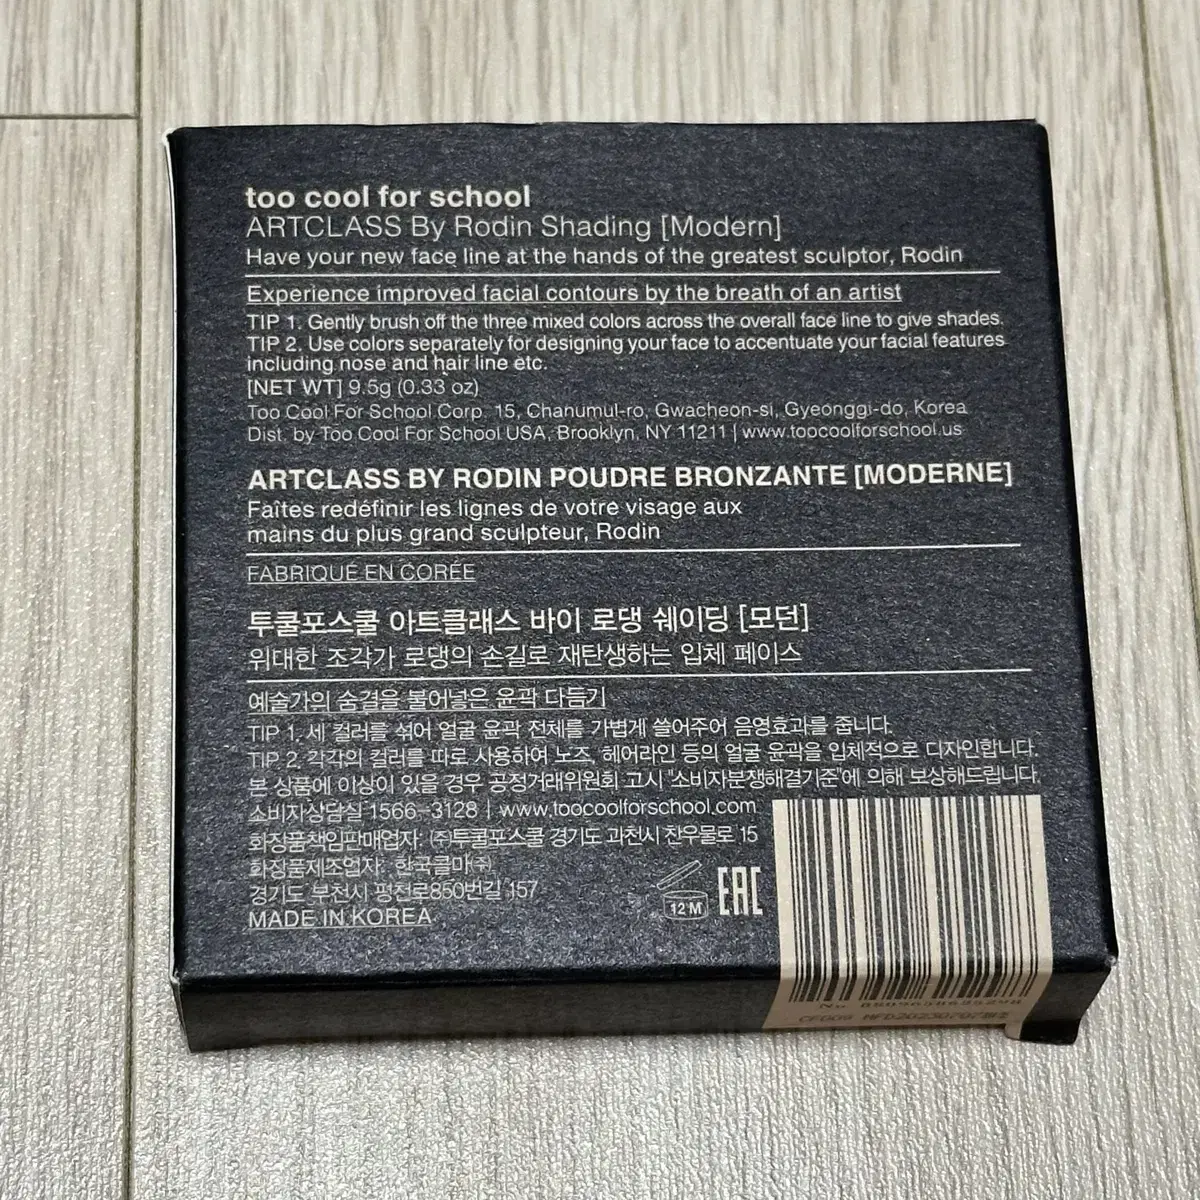 too cool for school
ARTCLASS By Rodin Shading [Modern]
Have your new face line at the hands of the greatest sculptor, Rodin
Experience improved facial contours by the breath of an artist
TIP 1. Gently brush off the three mixed colors across the overall face line to give shades.
TIP 2. Use colors separately for designing your face to accentuate your facial features
including nose and hair line etc.
[NET WT] 9.5g (0.33 oz)
Too Cool For School Corp. 15, Chanumul-ro, Gwacheon-si, Gyeonggi-do, Korea
Dist. by Too Cool For School USA, Brooklyn, NY 11211 | www.toocoolforschool.us
ARTCLASS BY RODIN POUDRE BRONZANTE [MODERNE]
Faîtes redéfinir les lignes de votre visage aux
mains du plus grand sculpteur, Rodin
FABRIQUÉ EN CORÉE
투쿨포스쿨 아트클래스 바이 로댕 쉐이딩 [모던]
위대한 조각가 로댕의 손길로 재탄생하는 입체 페이스
예술가의 숨결을 불어넣은 윤곽 다듬기
TIP 1. 세 컬러를 섞어 얼굴 윤곽 전체를 가볍게 쓸어주어 음영효과를 줍니다.
TIP 2. 각각의 컬러를 따로 사용하여 노즈, 헤어라인 등의 얼굴 윤곽을 입체적으로 디자인합니다.
본 상품에 이상이 있을 경우 공정거래위원회 고시 '소비자분쟁해결기준'에 의해 보상해드립니다.
소비자상담실 1566-3128 | www.toocoolforschool.com
화장품책임판매업자: (주)투쿨포스쿨 경기도 과천시 찬우물로 15
화장품제조업자: 한국콜마(주)
경기도 부천시 평천로850번길 157
MADE IN KOREA
12 M
EAC
No